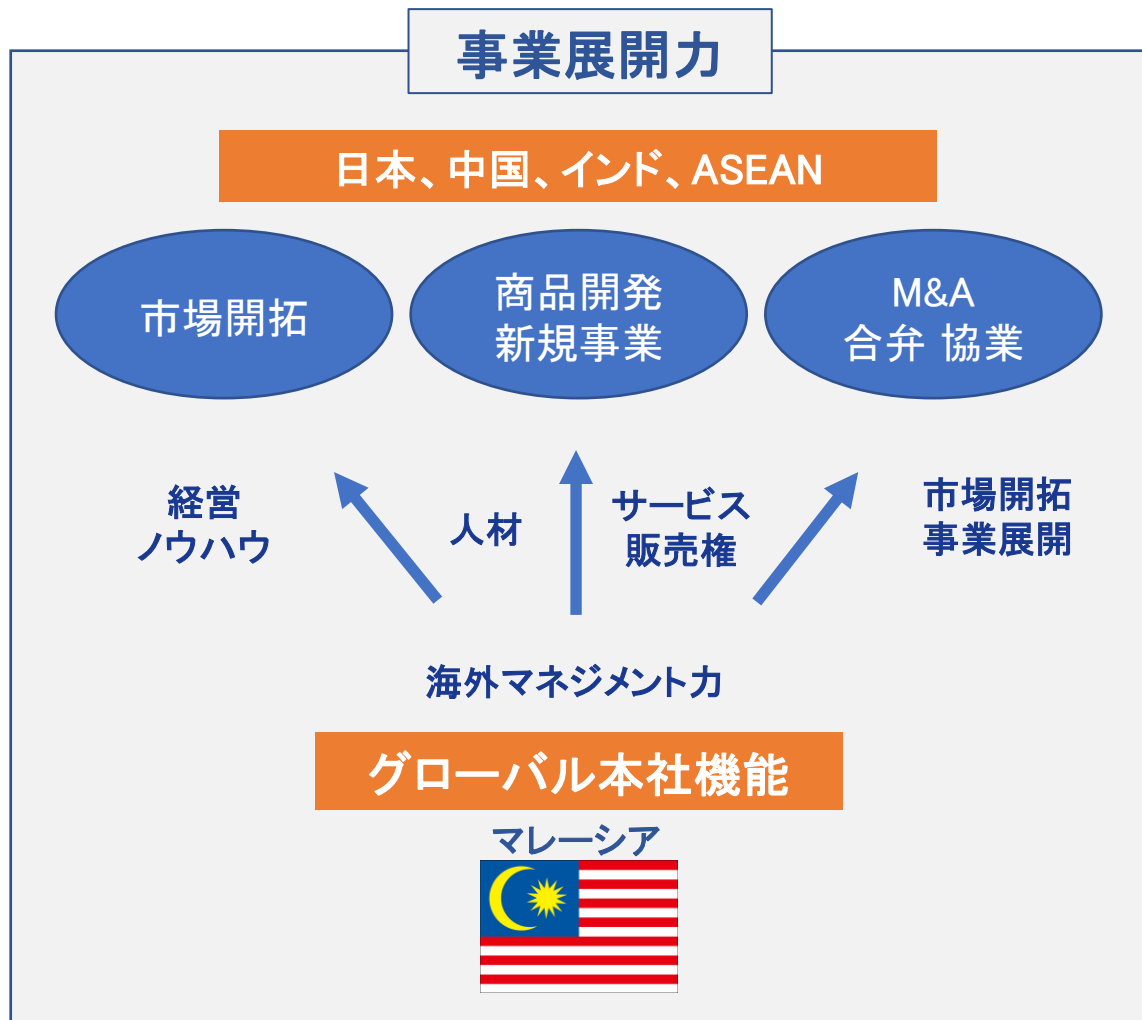 事業展開力
日本、中国、インド、ASEAN
市場開拓
商品開発
新規事業
M&A
合弁 協業
経営
ノウハウ
人材
サービス
販売権
市場開拓
事業展開
海外マネジメント力
グローバル本社機能
マレーシア